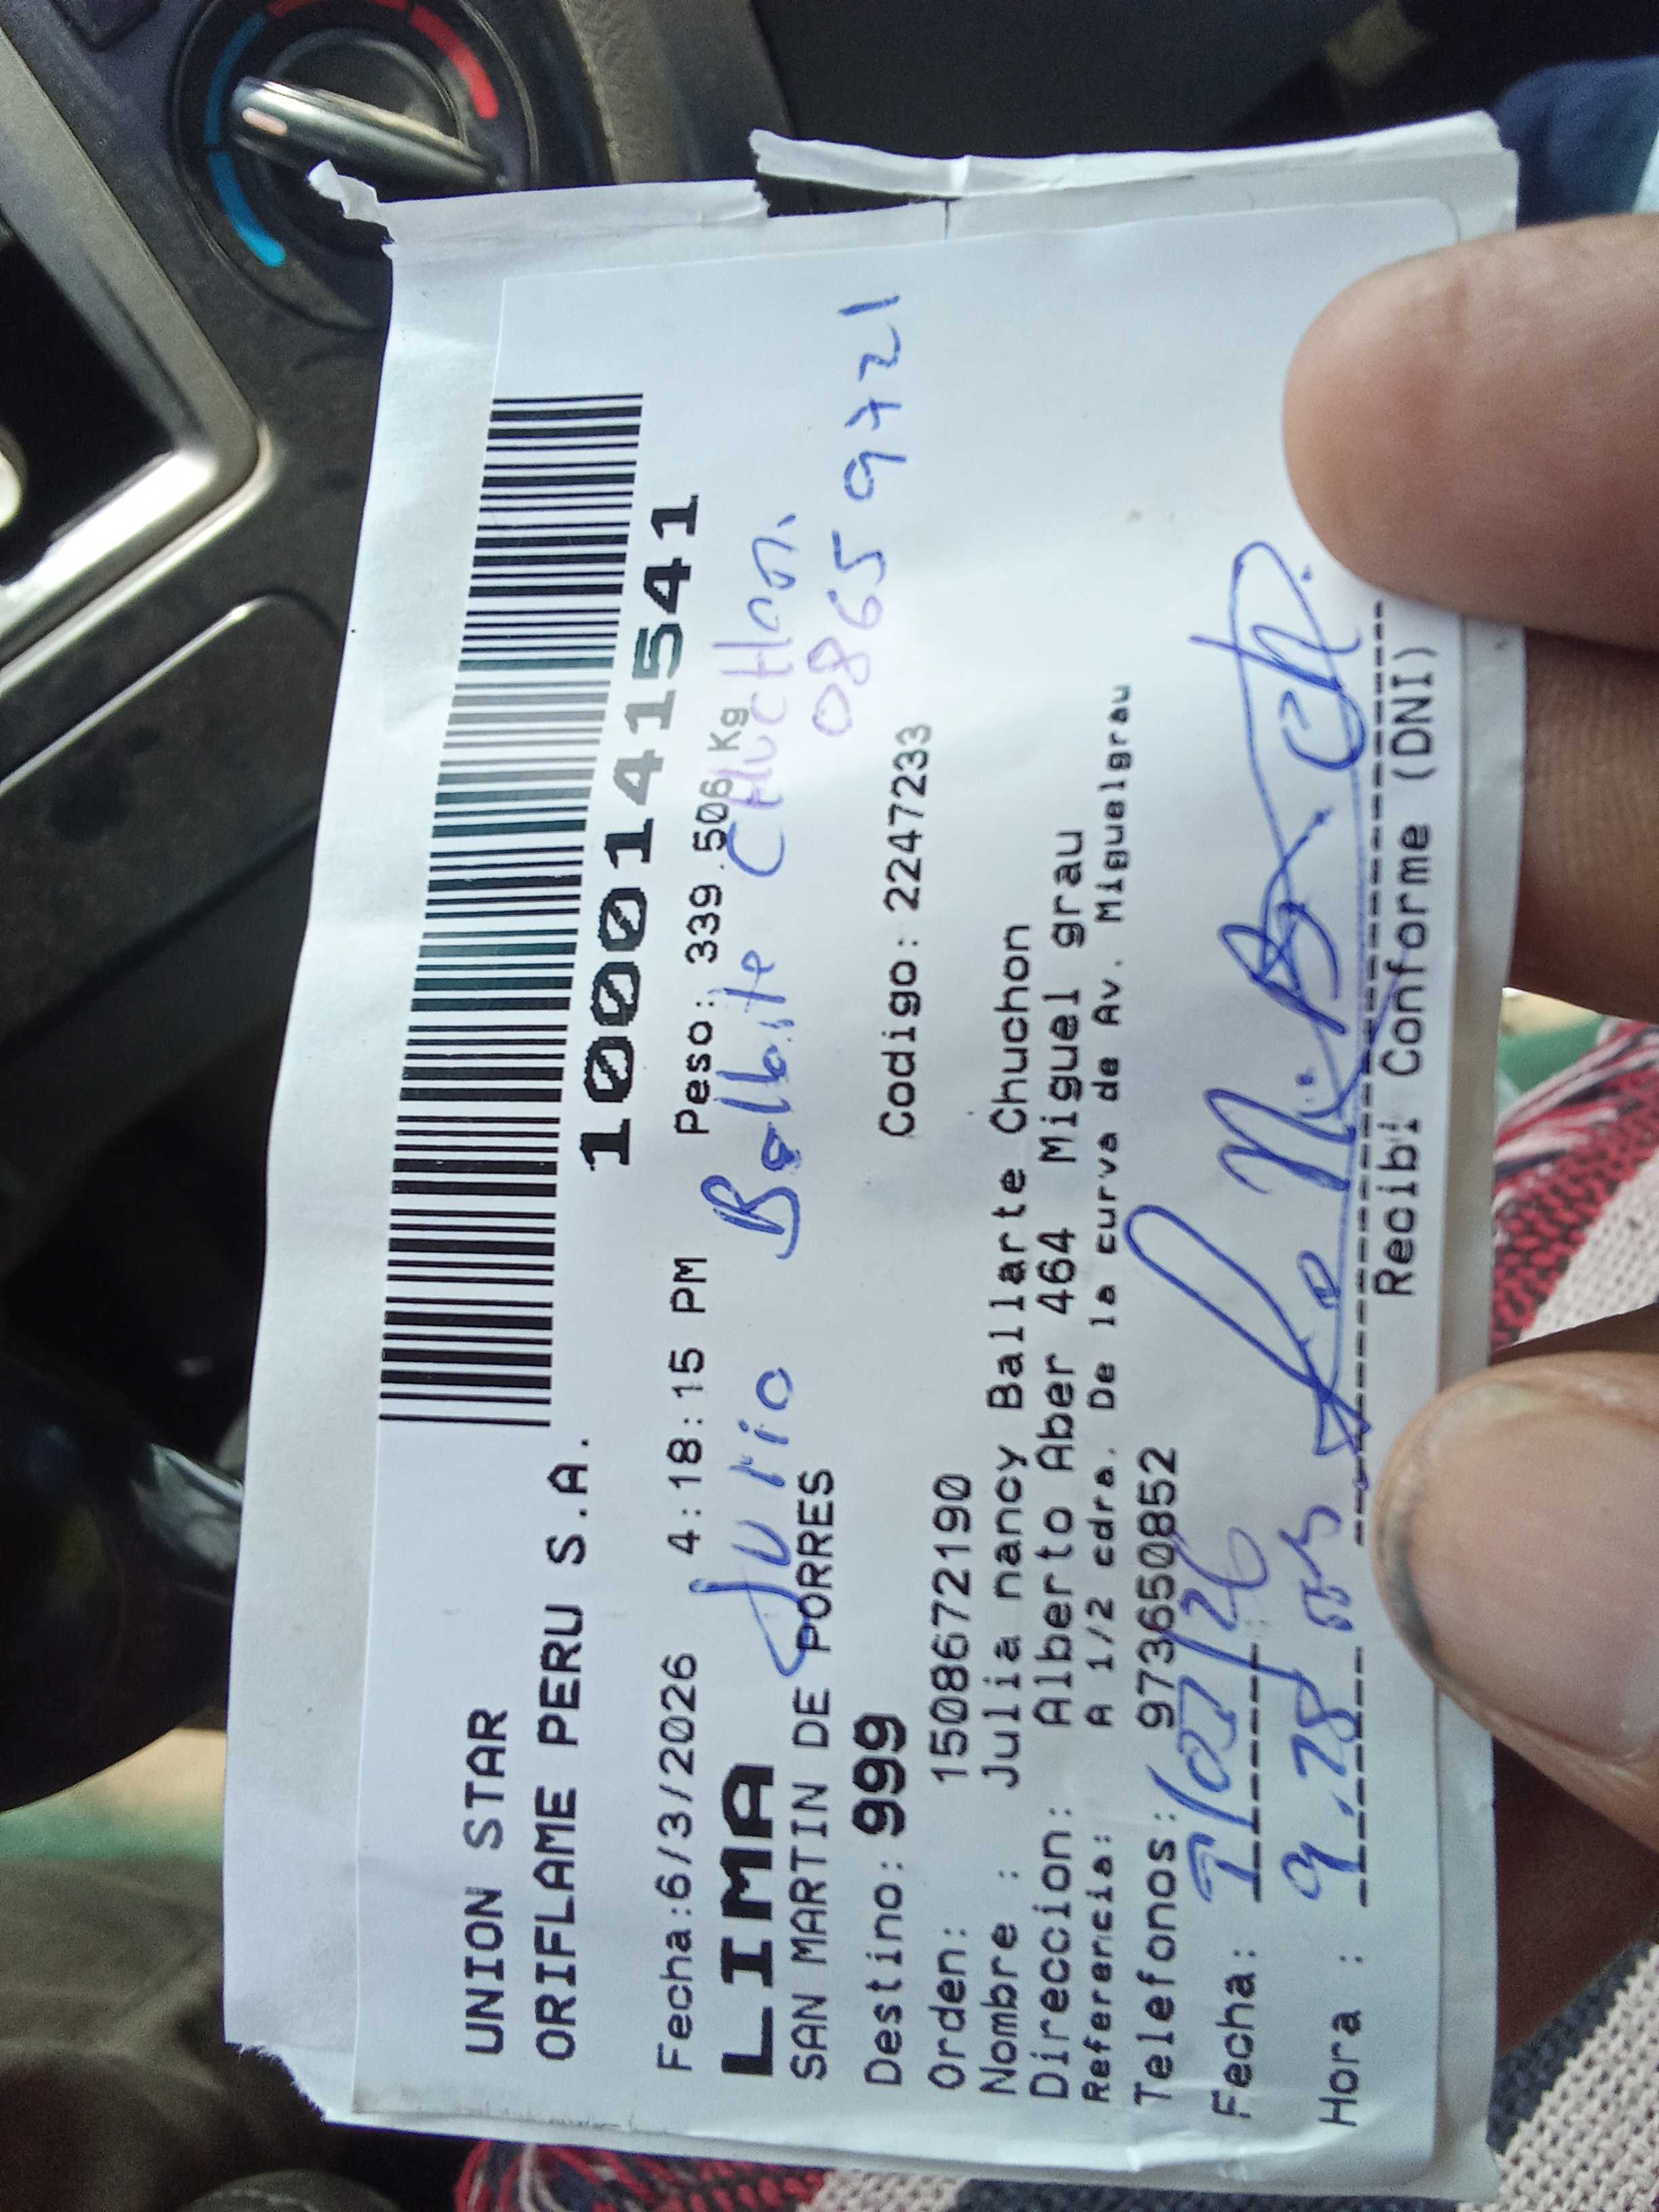 UNION STAR
ORIFLAME PERU S.A.
1000141541
Fecha:6/3/2026 4:18:15 PM Peso: 339.506 Kg
LIMA
Julio Ballarte CHUCHON.
SAN MARTIN DE PORRES
08659721
Destino: 999 Codigo: 2247233
Orden: 1508672190
Nombre : Julia nancy Ballarte Chuchon
Direccion: Alberto Aber 464 Miguel grau
Referencia: A 1/2 cdra. De la curva de Av. Miguelgrau
Telefonos: 973650852
Fecha: 7/03/26
Hora : 9.28
Recibi Conforme (DNI)